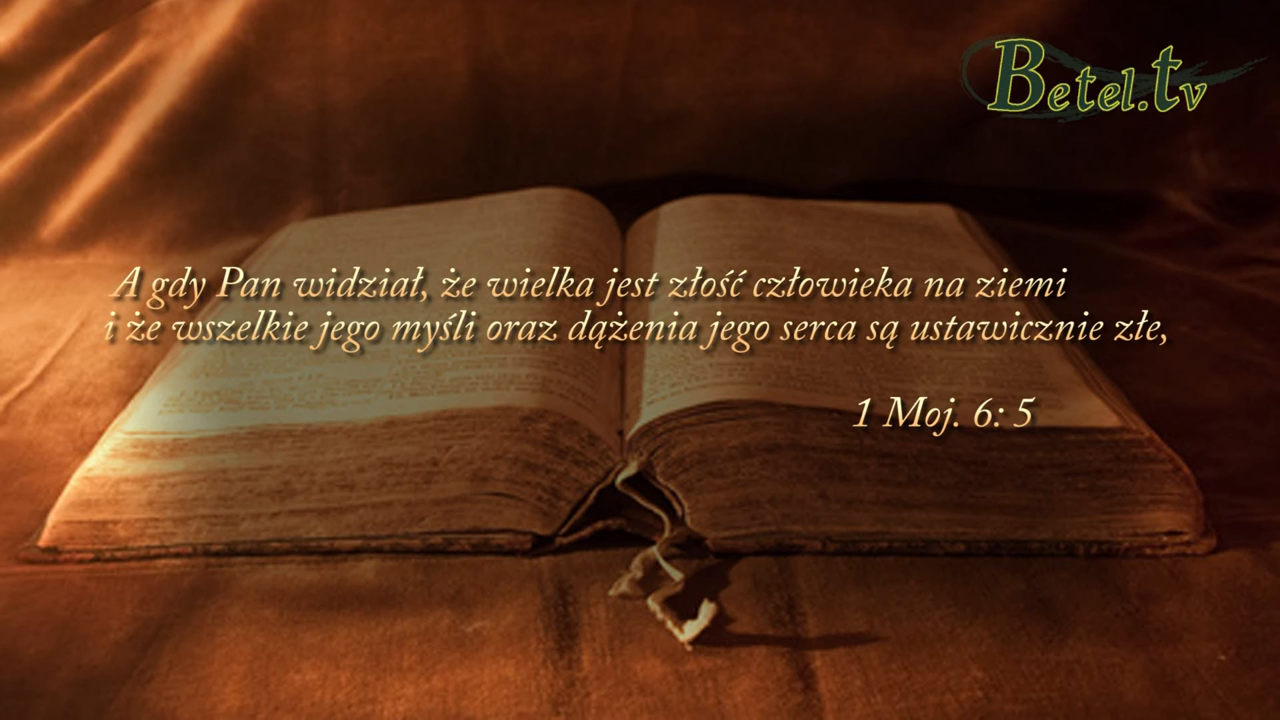 Betel.tv
A gdy Pan widział, że wielka jest złość człowieka na ziemi
i że wszelkie jego myśli oraz dążenia jego serca są ustawicznie złe,
1 Moj. 6: 5